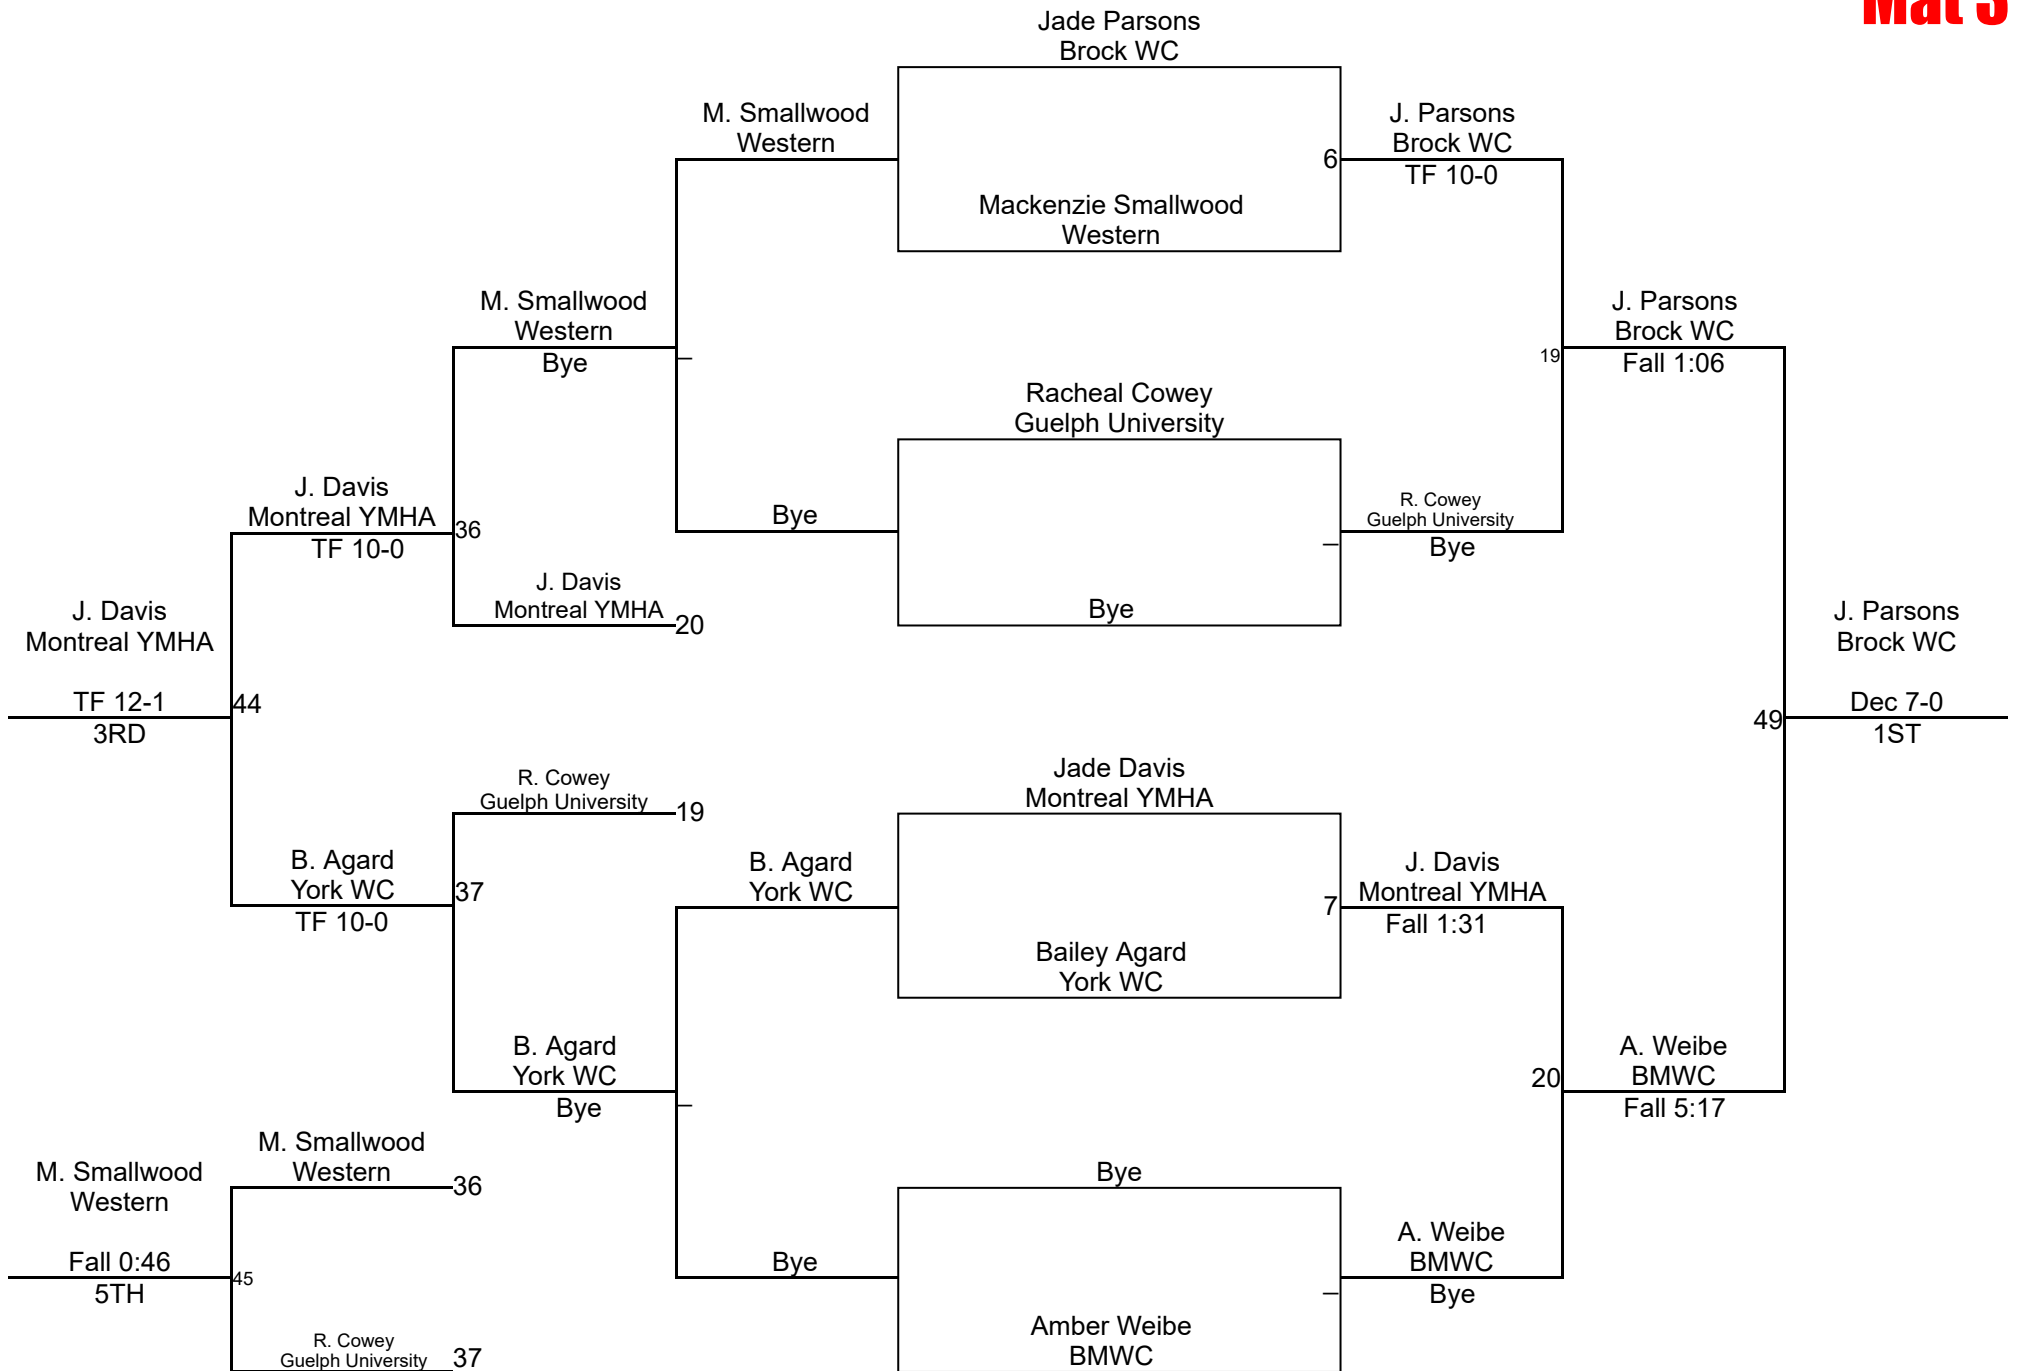 Mat 3
Jade Parsons
Brock WC
M. Smallwood
Western
J. Parsons
Brock WC
6
TF 10-0
Mackenzie Smallwood
Western
M. Smallwood
Western
Bye
J. Parsons
Brock WC
19
Fall 1:06
Racheal Cowey
Guelph University
J. Davis
Montreal YMHA
36
TF 10-0
Bye
R. Cowey
Guelph University
Bye
J. Davis
Montreal YMHA
20
Bye
J. Davis
Montreal YMHA
TF 12-1
44
3RD
J. Parsons
Brock WC
Dec 7-0
49
1ST
R. Cowey
Guelph University
19
Jade Davis
Montreal YMHA
B. Agard
York WC
37
TF 10-0
B. Agard
York WC
J. Davis
Montreal YMHA
7
Fall 1:31
Bailey Agard
York WC
B. Agard
York WC
Bye
A. Weibe
BMWC
20
Fall 5:17
M. Smallwood
Western
36
Bye
M. Smallwood
Western
Fall 0:46
45
5TH
Bye
A. Weibe
BMWC
Bye
R. Cowey
Guelph University
37
Amber Weibe
BMWC